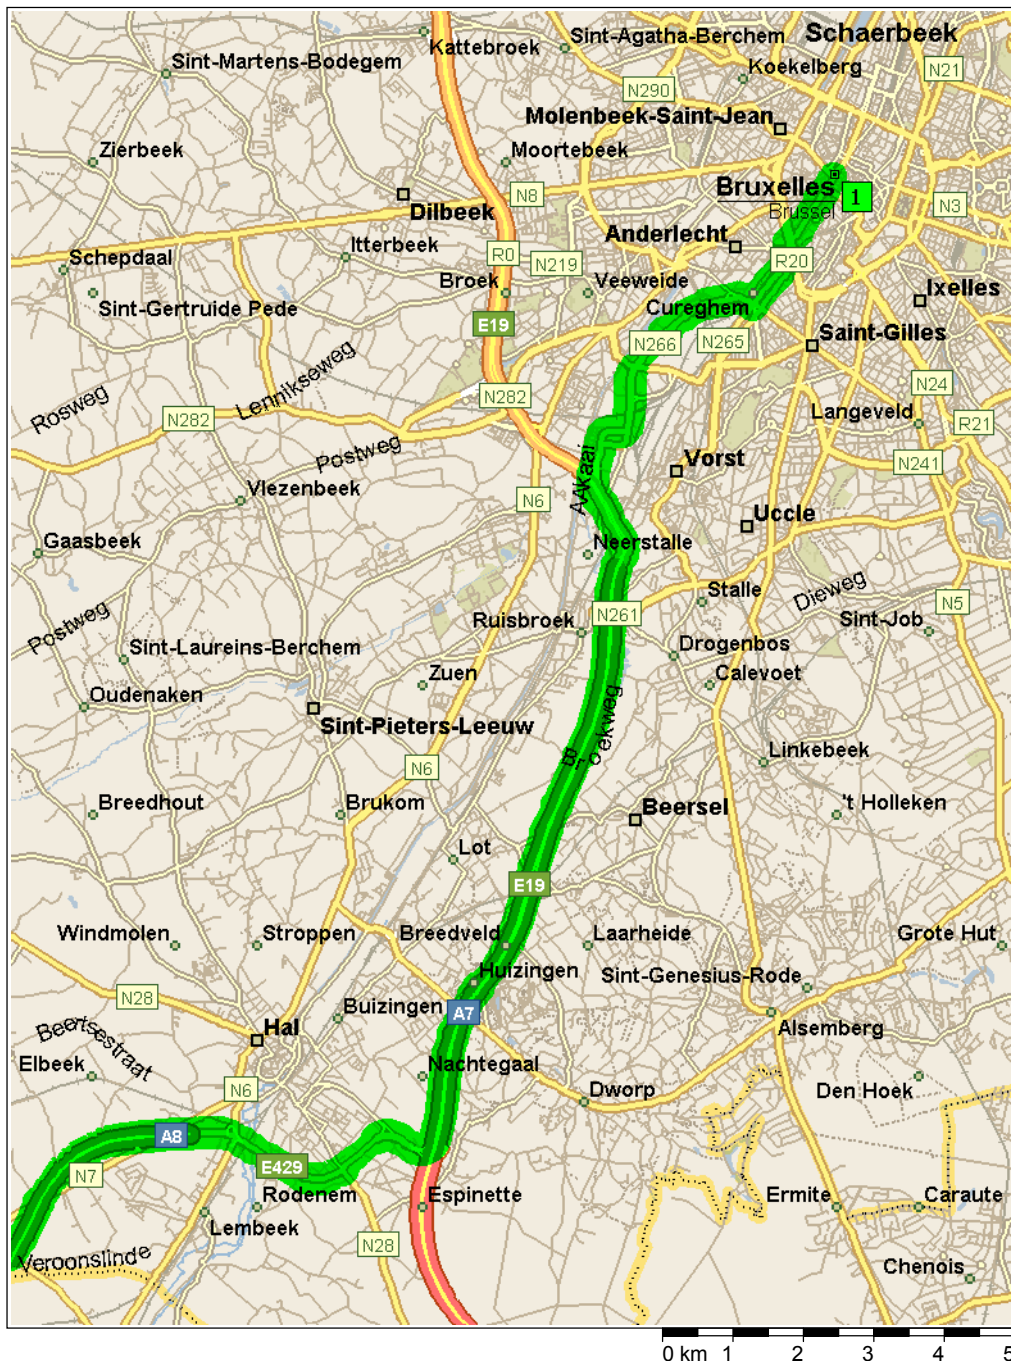 Kattebroek
Sint-Agatha-Berchem
Schaerbeek
Sint-Martens-Bodegem
Koekelberg
N21
N290
Molenbeek-Saint-Jean
Zierbeek
Moortebeek
Bruxelles
1
Brussel
N8
N3
Dilbeek
Anderlecht
Itterbeek
R0
N219
R20
Schepdaal
Broek
Veeweide
Ixelles
Sint-Gertruide Pede
Cureghem
E19
N266
N265
Saint-Gilles
Lennikseweg
Rosweg
N282
N282
N24
Langeveld
R21
Postweg
AAkaai
Vorst
N241
Vlezenbeek
N6
Uccle
Gaasbeek
Neerstalle
Stalle
Dieweg
N5
Postweg
Ruisbroek
N261
Sint-Job
Sint-Laureins-Berchem
Drogenbos
Zuen
Calevoet
Oudenaken
Sint-Pieters-Leeuw
Broekweg
Linkebeek
N6
Breedhout
Brukom
Beersel
't Holleken
Lot
E19
Windmolen
Stroppen
Breedveld
Laarheide
Grote Hut
Huizingen
Sint-Genesius-Rode
N28
Buizingen
A7
Hal
Alsemberg
Beertsestraat
Elbeek
Nachtegaal
N6
Dworp
Den Hoek
A8
E429
N7
Rodenem
Espinette
Ermite
Caraute
Lembeek
N28
Veroonslinde
Chenois
0 km 1 2 3 4 5